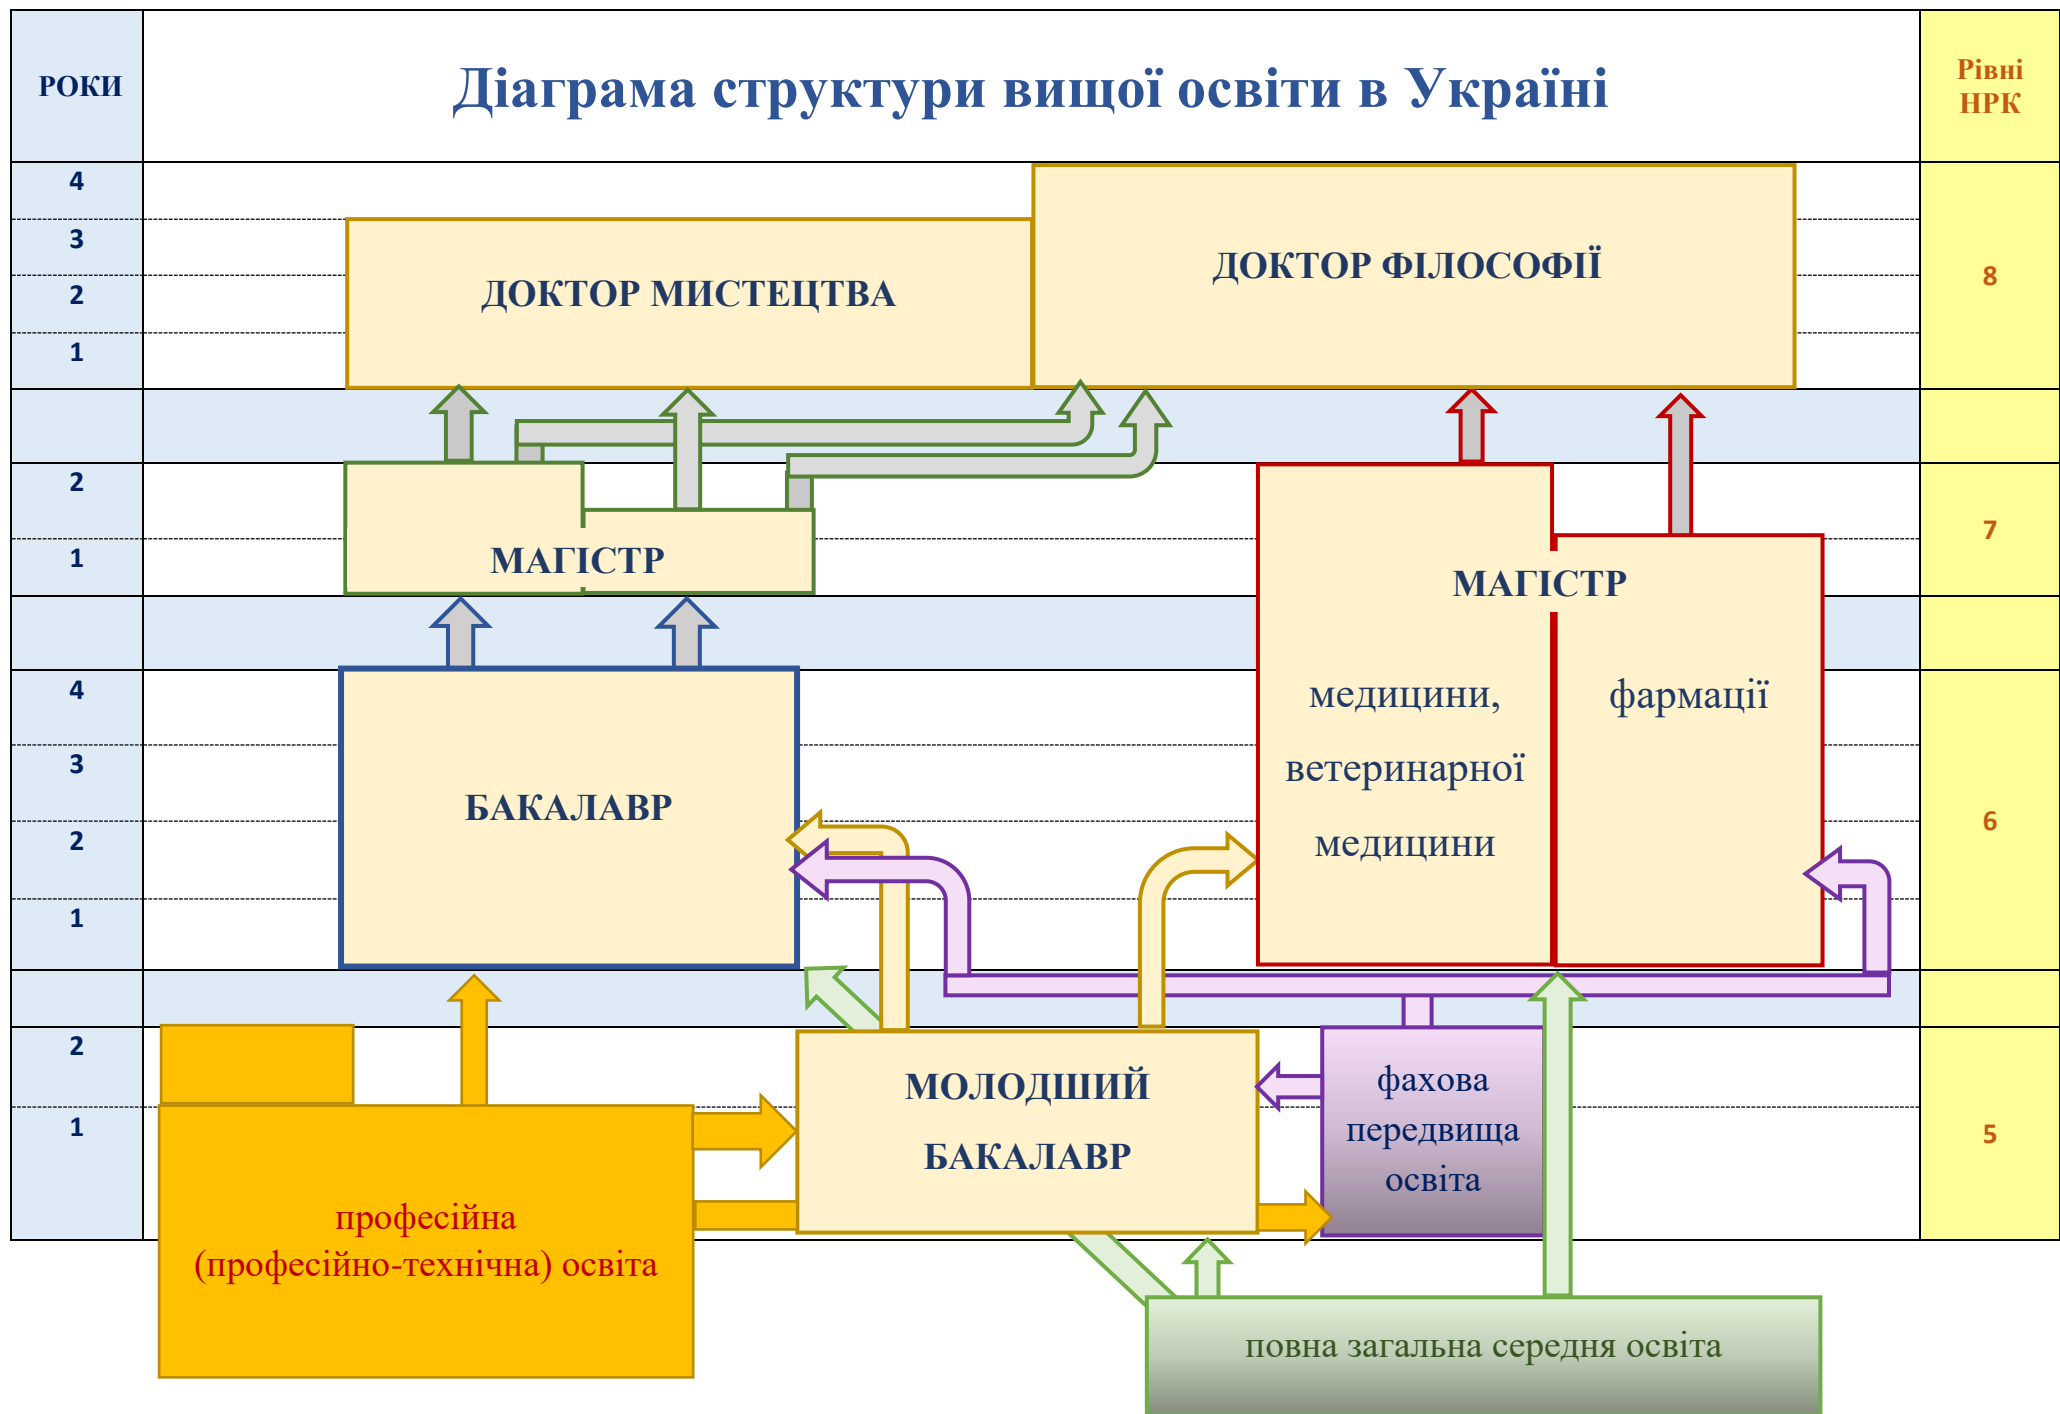 РОКИ
Діаграма структури вищої освіти в Україні
Рівні
НРК
4
3
2
1
ДОКТОР МИСТЕЦТВА
ДОКТОР ФІЛОСОФІЇ
8
2
1
МАГІСТР
7
МАГІСТР
медицини,
ветеринарної
медицини
фармації
4
3
2
1
БАКАЛАВР
6
2
1
МОЛОДШИЙ
БАКАЛАВР
фахова
передвища
освіта
5
професійна
(професійно-технічна) освіта
повна загальна середня освіта